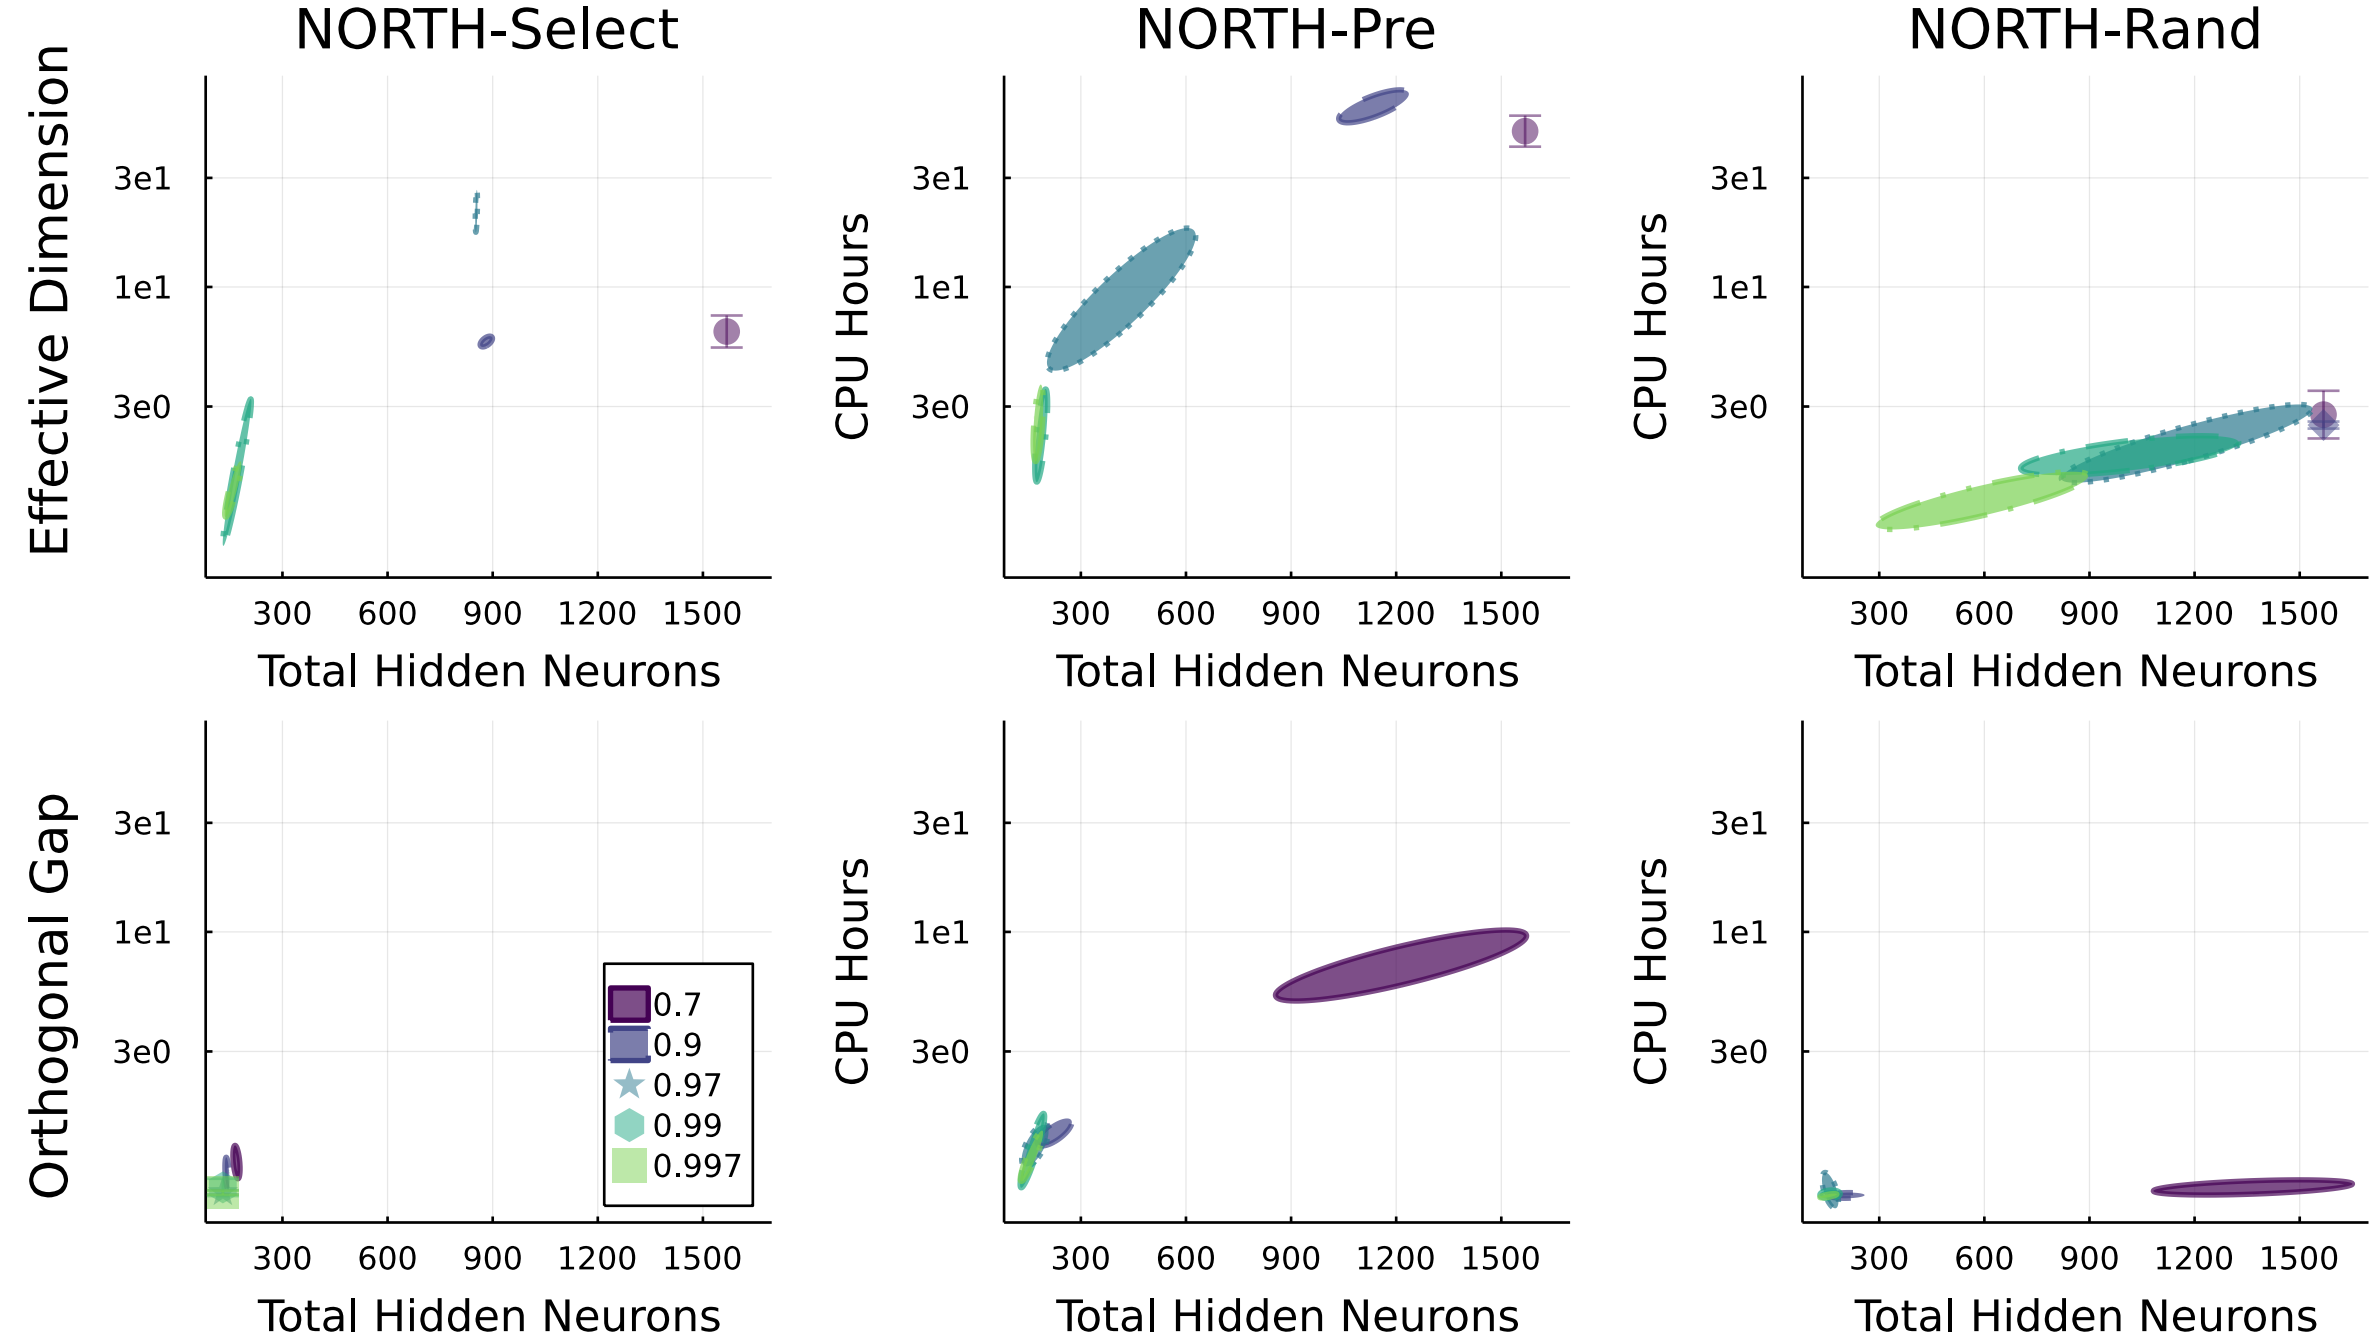 NORTH-Select
NORTH-Pre
NORTH-Rand
Effective Dimension
3e1
1e1
3e0
300 600 900 1200 1500
Total Hidden Neurons
CPU Hours
3e1
1e1
3e0
300 600 900 1200 1500
Total Hidden Neurons
CPU Hours
3e1
1e1
3e0
300 600 900 1200 1500
Total Hidden Neurons
Orthogonal Gap
3e1
1e1
3e0
0.7
0.9
0.97
0.99
0.997
300 600 900 1200 1500
Total Hidden Neurons
CPU Hours
3e1
1e1
3e0
300 600 900 1200 1500
Total Hidden Neurons
CPU Hours
3e1
1e1
3e0
300 600 900 1200 1500
Total Hidden Neurons